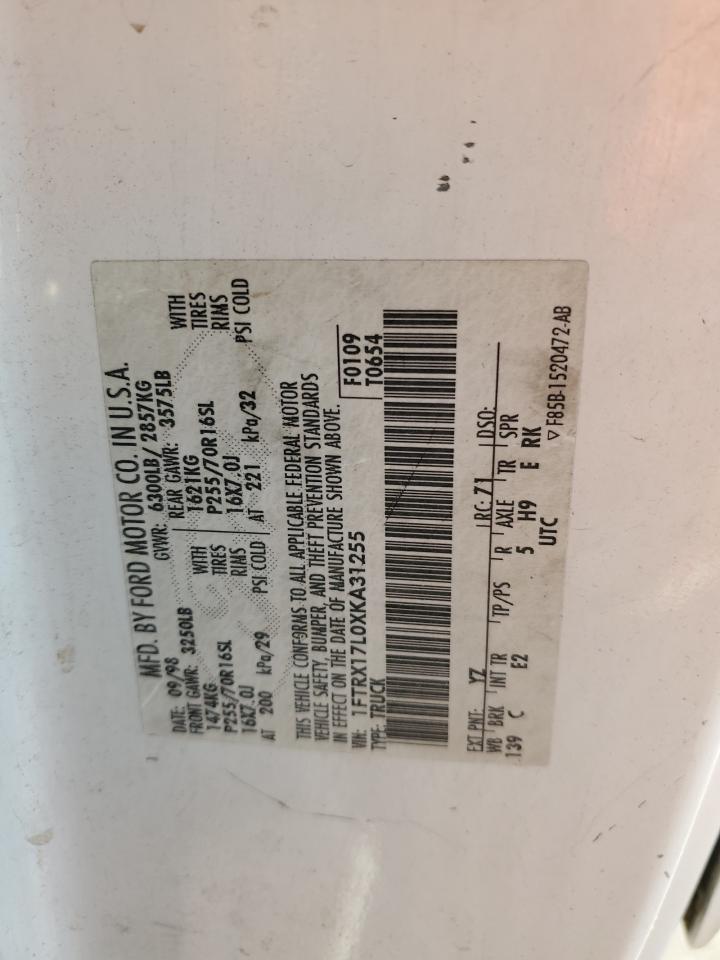 MFD. BY FORD MOTOR CO. IN U.S.A.
DATE: 09/98 GVWR: 6300LB/ 2857KG
FRONT GAWR: 3250LB REAR GAWR: 3575LB
1474KG WITH 1621KG WITH
P255/70R16SL TIRES P255/70R16SL TIRES
16X7.0J RIMS 16X7.0J RIMS
AT 200 kPa/29 PSI COLD AT 221 kPa/32 PSI COLD
THIS VEHICLE CONFORMS TO ALL APPLICABLE FEDERAL MOTOR
VEHICLE SAFETY, BUMPER, AND THEFT PREVENTION STANDARDS
IN EFFECT ON THE DATE OF MANUFACTURE SHOWN ABOVE.
VIN: 1FTRX17L0XKA31255 F0109
TYPE: TRUCK T0654
EXT PNT: YZ RC: 71 DSO:
WB BRK INT TR TP/PS R AXLE TR SPR
139 C E2 5 H9 E RK
UTC
▽ F85B-1520472-AB